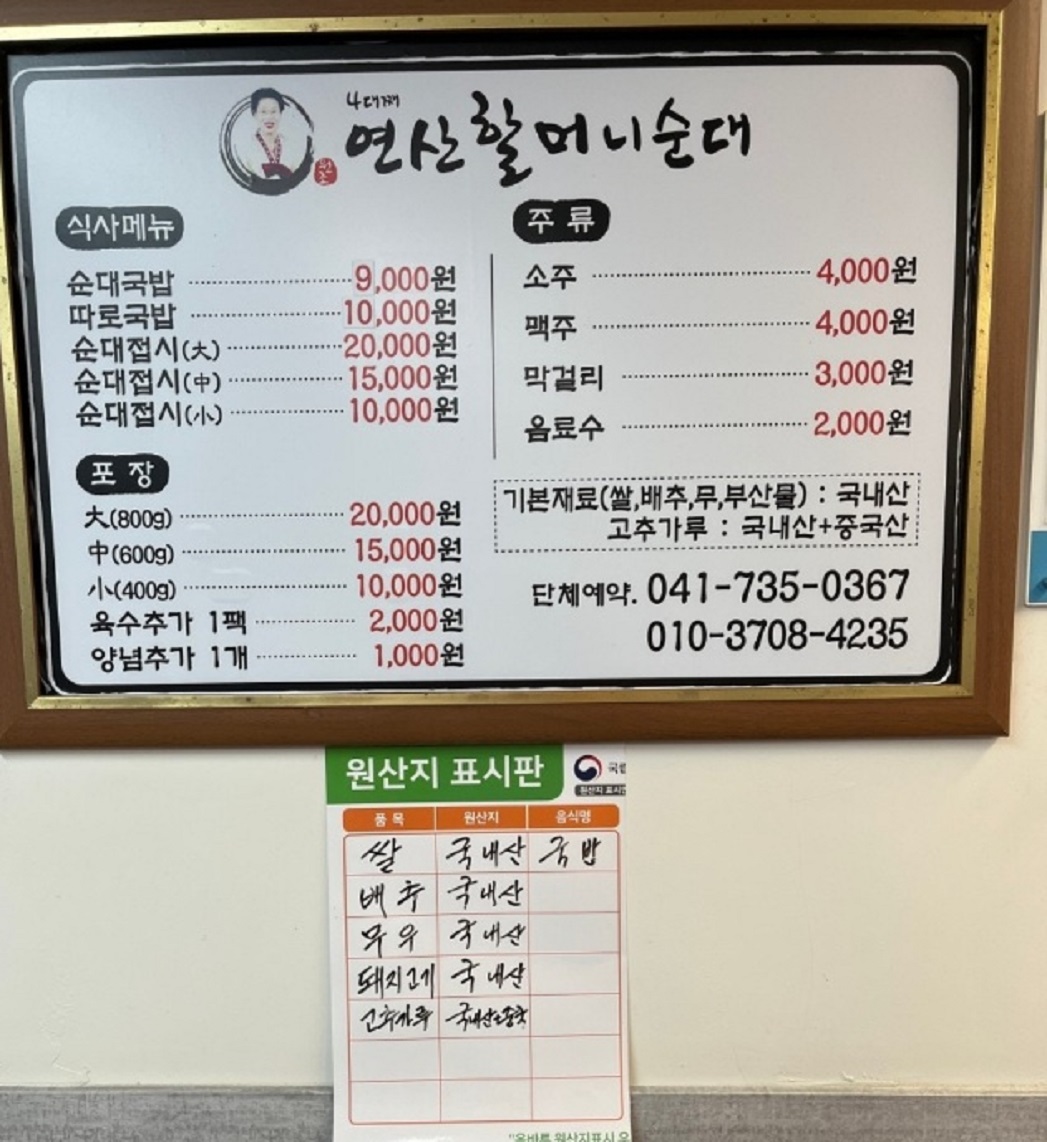 4대째
연산할머니순대
원조
식사메뉴
순대국밥 9,000원
따로국밥 10,000원
순대접시(大) 20,000원
순대접시(中) 15,000원
순대접시(小) 10,000원
포 장
大(800g) 20,000원
中(600g) 15,000원
小(400g) 10,000원
육수추가 1팩 2,000원
양념추가 1개 1,000원
주 류
소주 4,000원
맥주 4,000원
막걸리 3,000원
음료수 2,000원
기본재료(쌀,배추,무,부산물) : 국내산
고추가루 : 국내산+중국산
단체예약. 041-735-0367
010-3708-4235
원산지 표시판
품 목 원산지 음식명
쌀 국내산 국밥
배추 국내산
무우 국내산
돼지고기 국내산
고추가루
"올바른 원산지표시